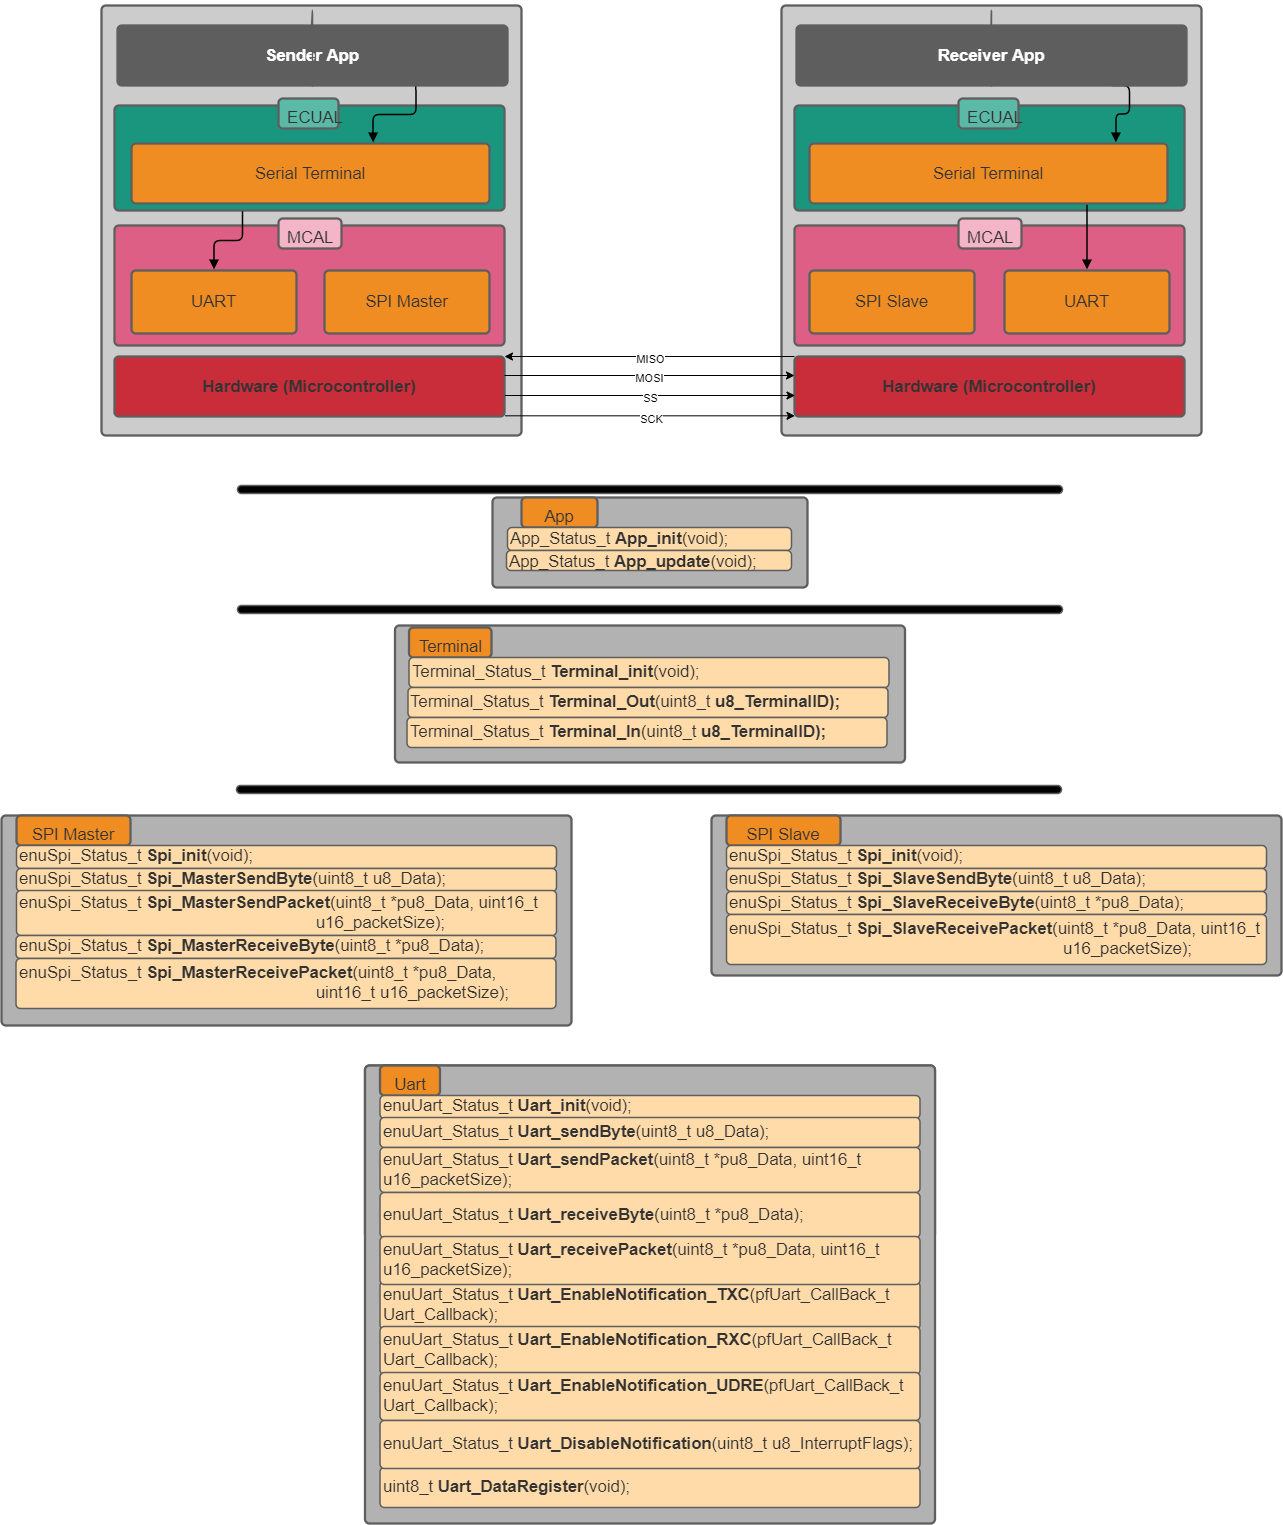 Sender App
Receiver App
ECUAL
ECUAL
Serial Terminal
Serial Terminal
MCAL
MCAL
UART
SPI Master
SPI Slave
UART
MISO
Hardware (Microcontroller)
MOSI
Hardware (Microcontroller)
SS
SCK
App
App_Status_t App_init(void);
App_Status_t App_update(void);
Terminal
Terminal_Status_t Terminal_init(void);
Terminal_Status_t Terminal_Out(uint8_t u8_TerminalID);
Terminal_Status_t Terminal_In(uint8_t u8_TerminalID);
SPI Master
enuSpi_Status_t Spi_init(void);
enuSpi_Status_t Spi_MasterSendByte(uint8_t u8_Data);
enuSpi_Status_t Spi_MasterSendPacket(uint8_t *pu8_Data, uint16_t
u16_packetSize);
enuSpi_Status_t Spi_MasterReceiveByte(uint8_t *pu8_Data);
enuSpi_Status_t Spi_MasterReceivePacket(uint8_t *pu8_Data,
uint16_t u16_packetSize);
SPI Slave
enuSpi_Status_t Spi_init(void);
enuSpi_Status_t Spi_SlaveSendByte(uint8_t u8_Data);
enuSpi_Status_t Spi_SlaveReceiveByte(uint8_t *pu8_Data);
enuSpi_Status_t Spi_SlaveReceivePacket(uint8_t *pu8_Data, uint16_t
u16_packetSize);
Uart
enuUart_Status_t Uart_init(void);
enuUart_Status_t Uart_sendByte(uint8_t u8_Data);
enuUart_Status_t Uart_sendPacket(uint8_t *pu8_Data, uint16_t
u16_packetSize);
enuUart_Status_t Uart_receiveByte(uint8_t *pu8_Data);
enuUart_Status_t Uart_receivePacket(uint8_t *pu8_Data, uint16_t
u16_packetSize);
enuUart_Status_t Uart_EnableNotification_TXC(pfUart_CallBack_t
Uart_Callback);
enuUart_Status_t Uart_EnableNotification_RXC(pfUart_CallBack_t
Uart_Callback);
enuUart_Status_t Uart_EnableNotification_UDRE(pfUart_CallBack_t
Uart_Callback);
enuUart_Status_t Uart_DisableNotification(uint8_t u8_InterruptFlags);
uint8_t Uart_DataRegister(void);